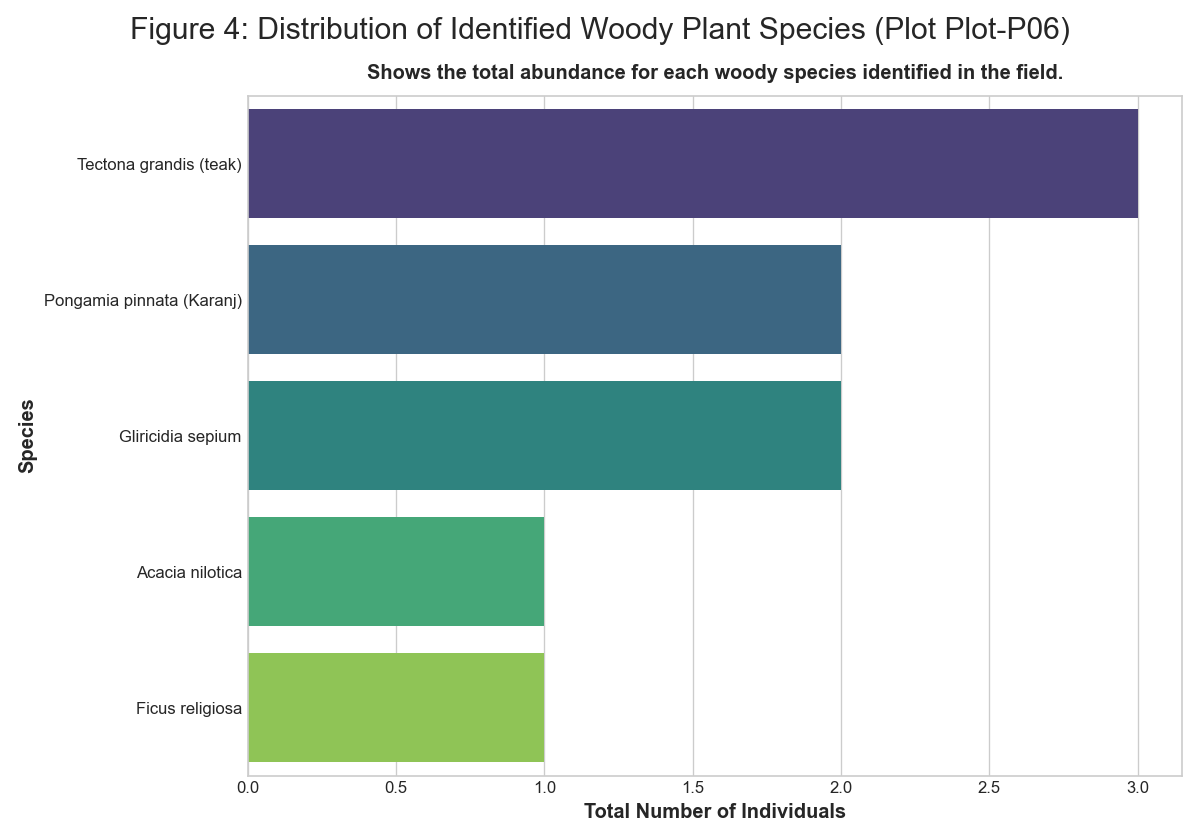 Figure 4: Distribution of Identified Woody Plant Species (Plot Plot-P06)
Shows the total abundance for each woody species identified in the field.
Species
Tectona grandis (teak)
Pongamia pinnata (Karanj)
Gliricidia sepium
Acacia nilotica
Ficus religiosa
0.0 0.5 1.0 1.5 2.0 2.5 3.0
Total Number of Individuals